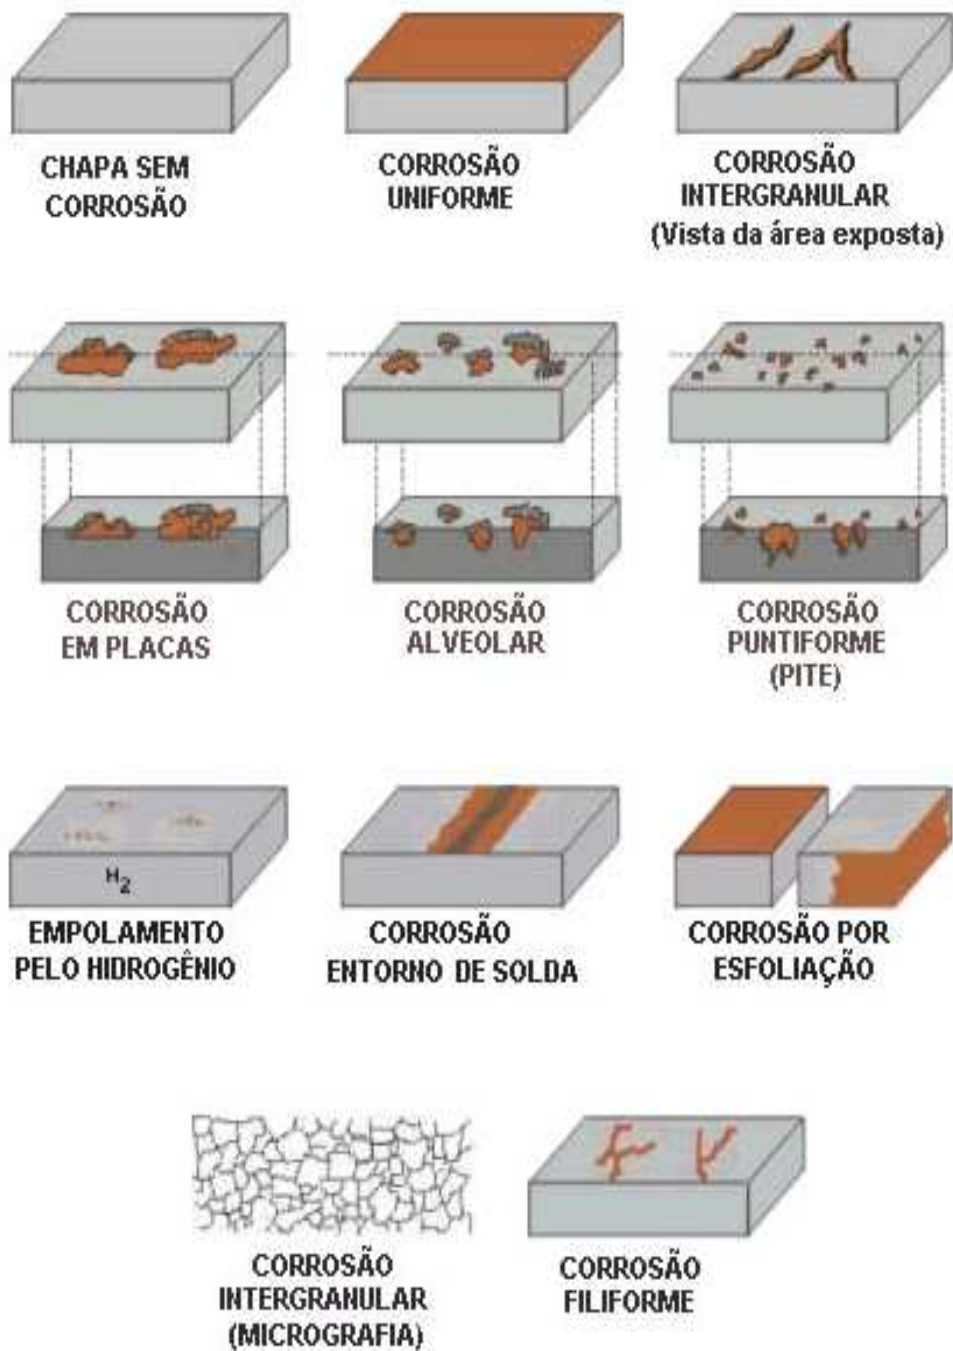 CHAPA SEM
CORROSÃO
CORROSÃO
UNIFORME
CORROSÃO
INTERGRANULAR
(Vista da área exposta)
CORROSÃO
EM PLACAS
CORROSÃO
ALVEOLAR
CORROSÃO
PUNTIFORME
(PITE)
H2
EMPOLAMENTO
PELO HIDROGÊNIO
CORROSÃO
ENTORNO DE SOLDA
CORROSÃO POR
ESFOLIAÇÃO
CORROSÃO
INTERGRANULAR
(MICROGRAFIA)
CORROSÃO
FILIFORME